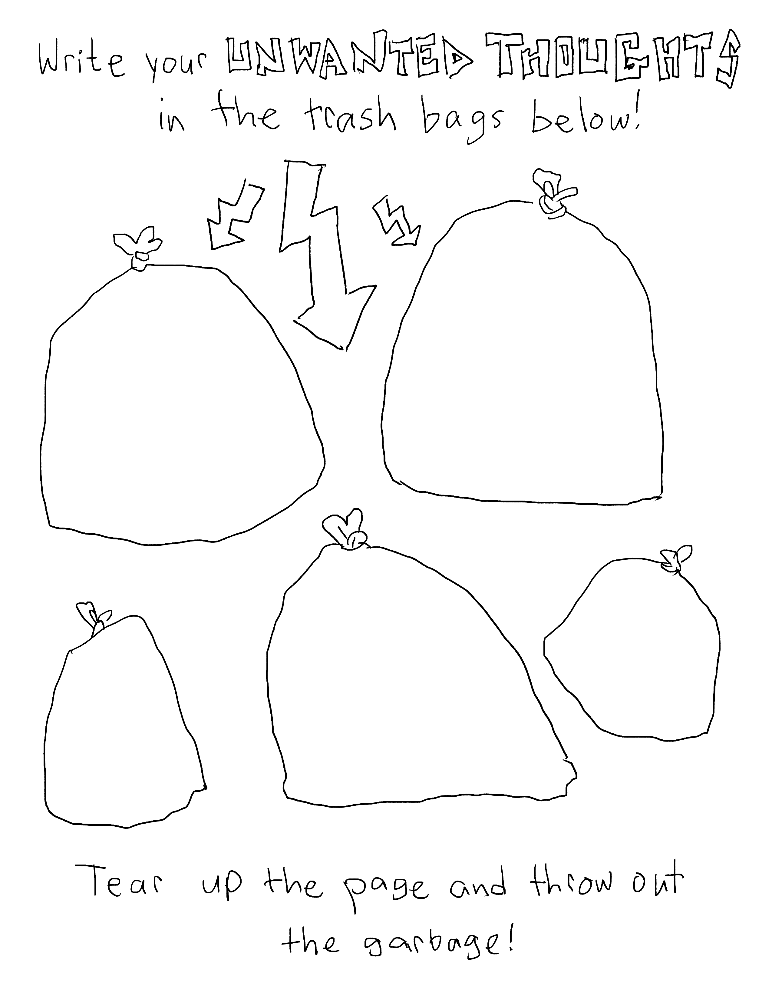 Write your UNWANTED THOUGHTS
in the trash bags below!
Tear up the page and throw out
the garbage!